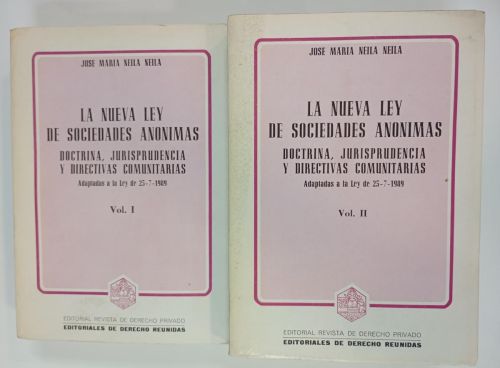 JOSE MARIA NEILA NEILA
LA NUEVA LEY
DE SOCIEDADES ANONIMAS
DOCTRINA, JURISPRUDENCIA
Y DIRECTIVAS COMUNITARIAS
Adaptadas a la Ley de 25-7-1989
Vol. I
EDITORIAL REVISTA DE DERECHO PRIVADO
EDITORIALES DE DERECHO REUNIDAS
JOSE MARIA NEILA NEILA
LA NUEVA LEY
DE SOCIEDADES ANONIMAS
DOCTRINA, JURISPRUDENCIA
Y DIRECTIVAS COMUNITARIAS
Adaptadas a la Ley de 25-7-1989
Vol. II
EDITORIAL REVISTA DE DERECHO PRIVADO
EDITORIALES DE DERECHO REUNIDAS